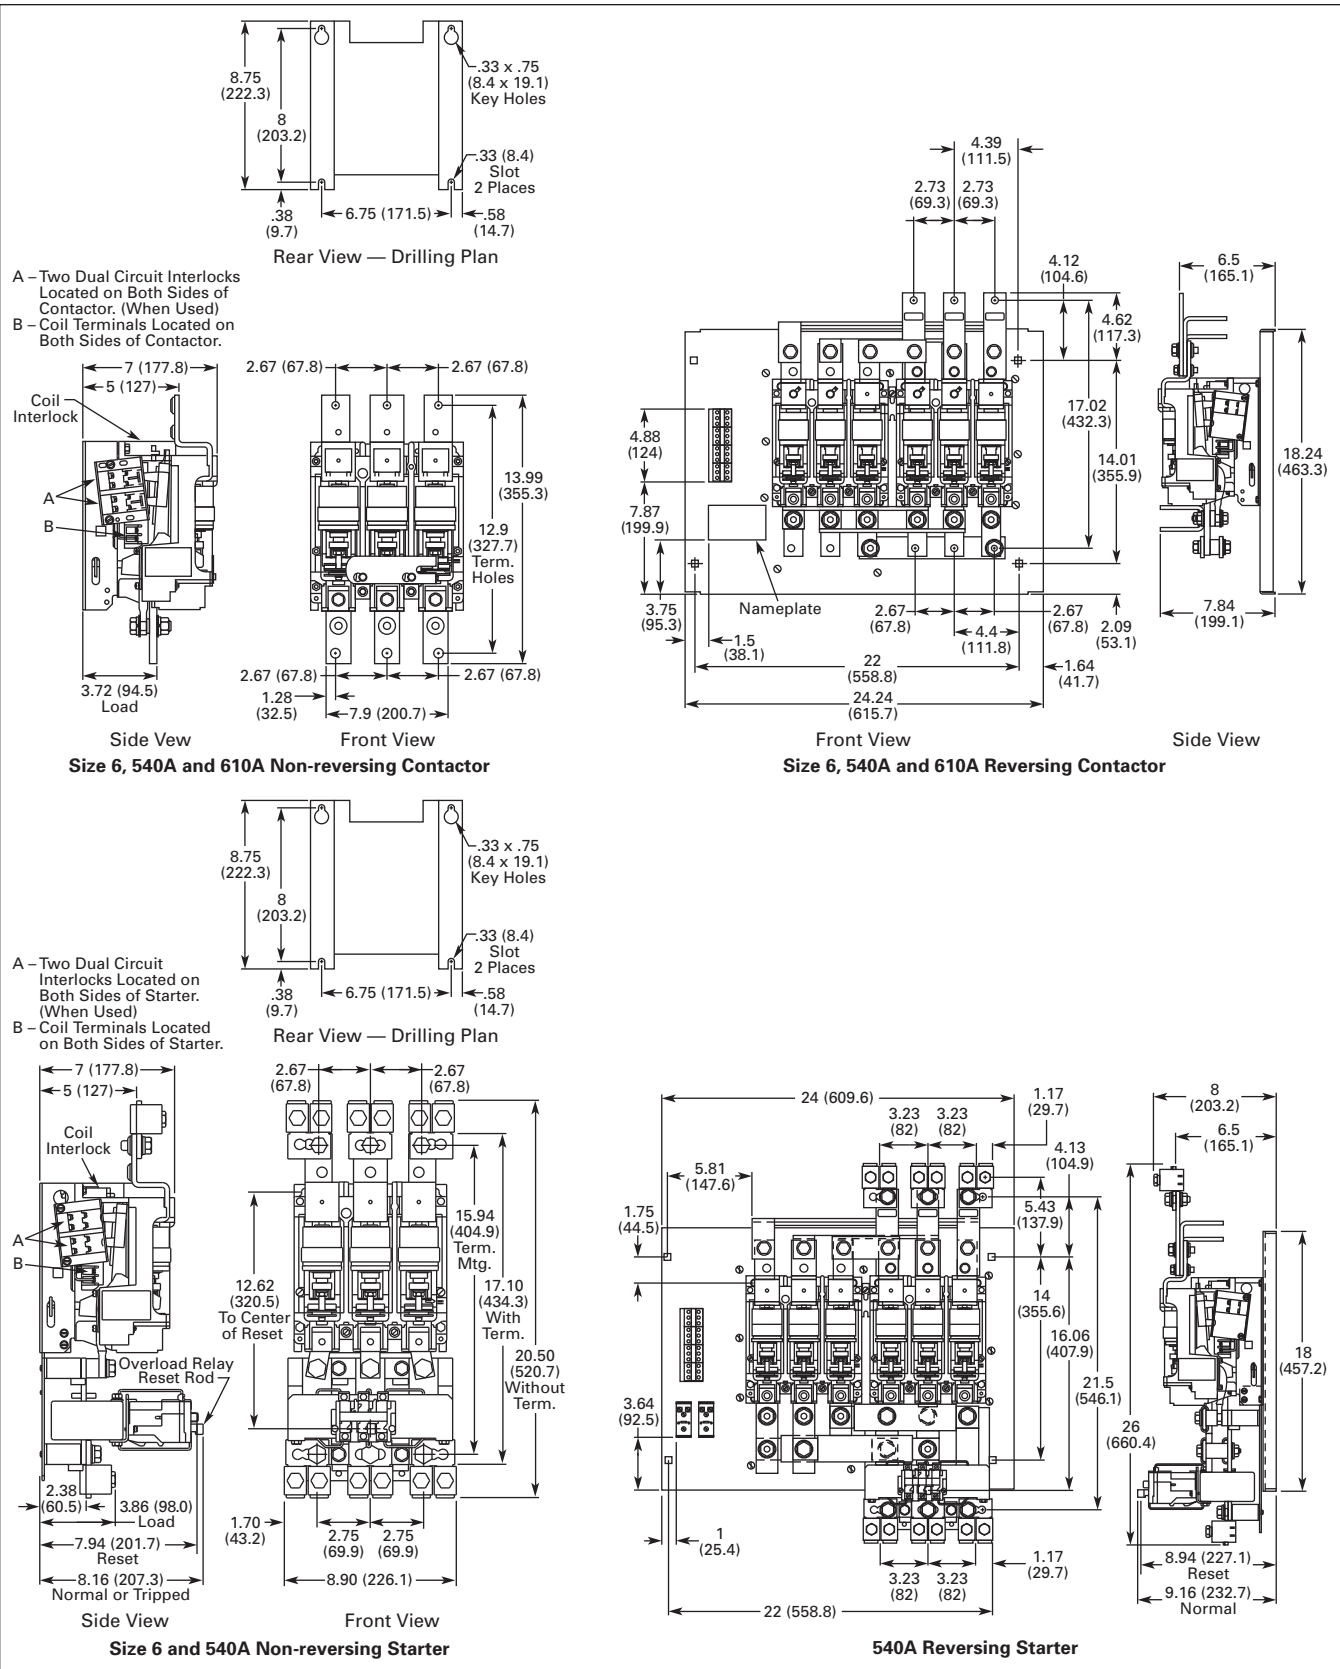 8.75
(222.3)
8
(203.2)
.33 x .75
(8.4 x 19.1)
Key Holes
.33 (8.4)
Slot
2 Places
.38
(9.7)
6.75 (171.5)
.58
(14.7)
Rear View — Drilling Plan
A – Two Dual Circuit Interlocks
Located on Both Sides of
Contactor. (When Used)
B – Coil Terminals Located on
Both Sides of Contactor.
7 (177.8)
5 (127)
Coil
Interlock
A
B
3.72 (94.5)
Load
Side Vew
2.67 (67.8)
2.67 (67.8)
13.99
(355.3)
12.9
(327.7)
Term.
Holes
2.67 (67.8)
2.67 (67.8)
1.28
(32.5)
7.9 (200.7)
Front View
Size 6, 540A and 610A Non-reversing Contactor
4.39
(111.5)
2.73
(69.3)
2.73
(69.3)
4.12
(104.6)
4.62
(117.3)
17.02
(432.3)
14.01
(355.9)
4.88
(124)
7.87
(199.9)
3.75
(95.3)
Nameplate
1.5
(38.1)
2.67
(67.8)
2.67
(67.8)
4.4
(111.8)
2.09
(53.1)
22
(558.8)
1.64
(41.7)
24.24
(615.7)
Front View
6.5
(165.1)
18.24
(463.3)
7.84
(199.1)
Side View
Size 6, 540A and 610A Reversing Contactor
8.75
(222.3)
8
(203.2)
.33 x .75
(8.4 x 19.1)
Key Holes
.33 (8.4)
Slot
2 Places
.38
(9.7)
6.75 (171.5)
.58
(14.7)
Rear View — Drilling Plan
A – Two Dual Circuit
Interlocks Located on
Both Sides of Starter.
(When Used)
B – Coil Terminals Located
on Both Sides of Starter.
7 (177.8)
5 (127)
Coil
Interlock
A
B
Overload Relay
Reset Rod
2.38
(60.5)
3.86 (98.0)
Load
7.94 (201.7)
Reset
8.16 (207.3)
Normal or Tripped
Side View
2.67
(67.8)
2.67
(67.8)
12.62
(320.5)
To Center
of Reset
15.94
(404.9)
Term.
Mtg.
17.10
(434.3)
With
Term.
20.50
(520.7)
Without
Term.
1.70
(43.2)
2.75
(69.9)
2.75
(69.9)
8.90 (226.1)
Front View
Size 6 and 540A Non-reversing Starter
24 (609.6)
1.17
(29.7)
3.23
(82)
3.23
(82)
4.13
(104.9)
5.81
(147.6)
5.43
(137.9)
1.75
(44.5)
14
(355.6)
16.06
(407.9)
21.5
(546.1)
3.64
(92.5)
1
(25.4)
3.23
(82)
3.23
(82)
1.17
(29.7)
22 (558.8)
8
(203.2)
6.5
(165.1)
18
(457.2)
26
(660.4)
8.94 (227.1)
Reset
9.16 (232.7)
Normal
540A Reversing Starter